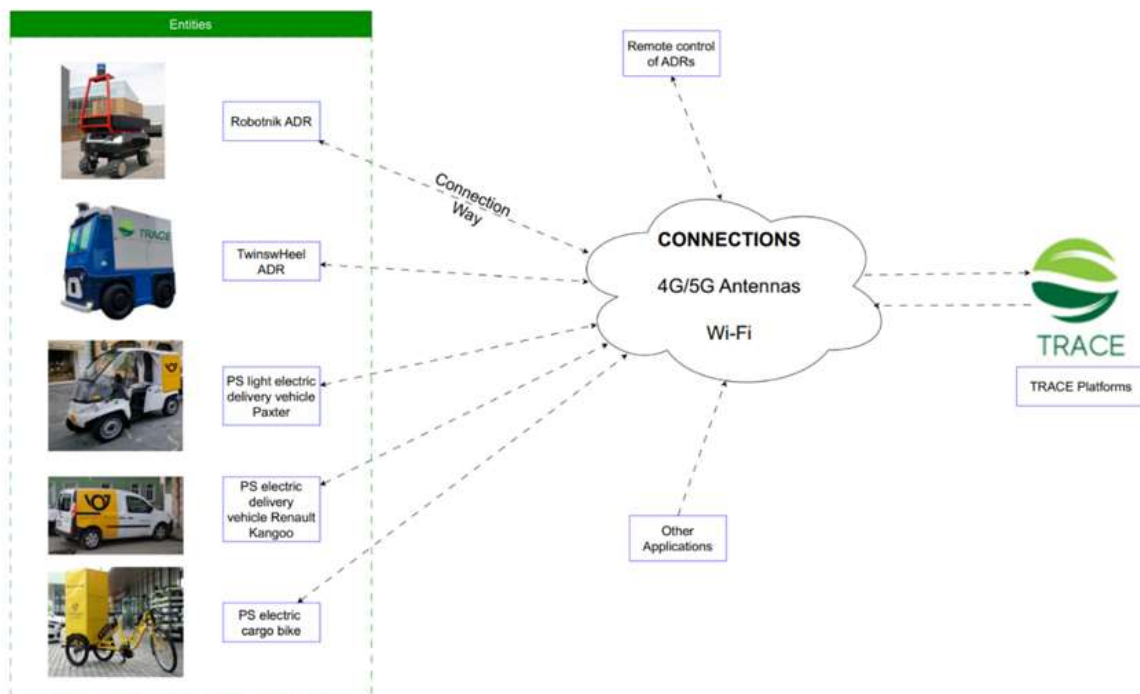 Entities
Robotnik ADR
TwinswHeel
ADR
TRACE
PS light electric
delivery vehicle
Paxter
PS electric
delivery
vehicle Renault
Kangoo
PS electric
cargo bike
Connection
Way
Remote control
of ADRs
CONNECTIONS
4G/5G Antennas
Wi-Fi
Other
Applications
TRACE
TRACE Platforms